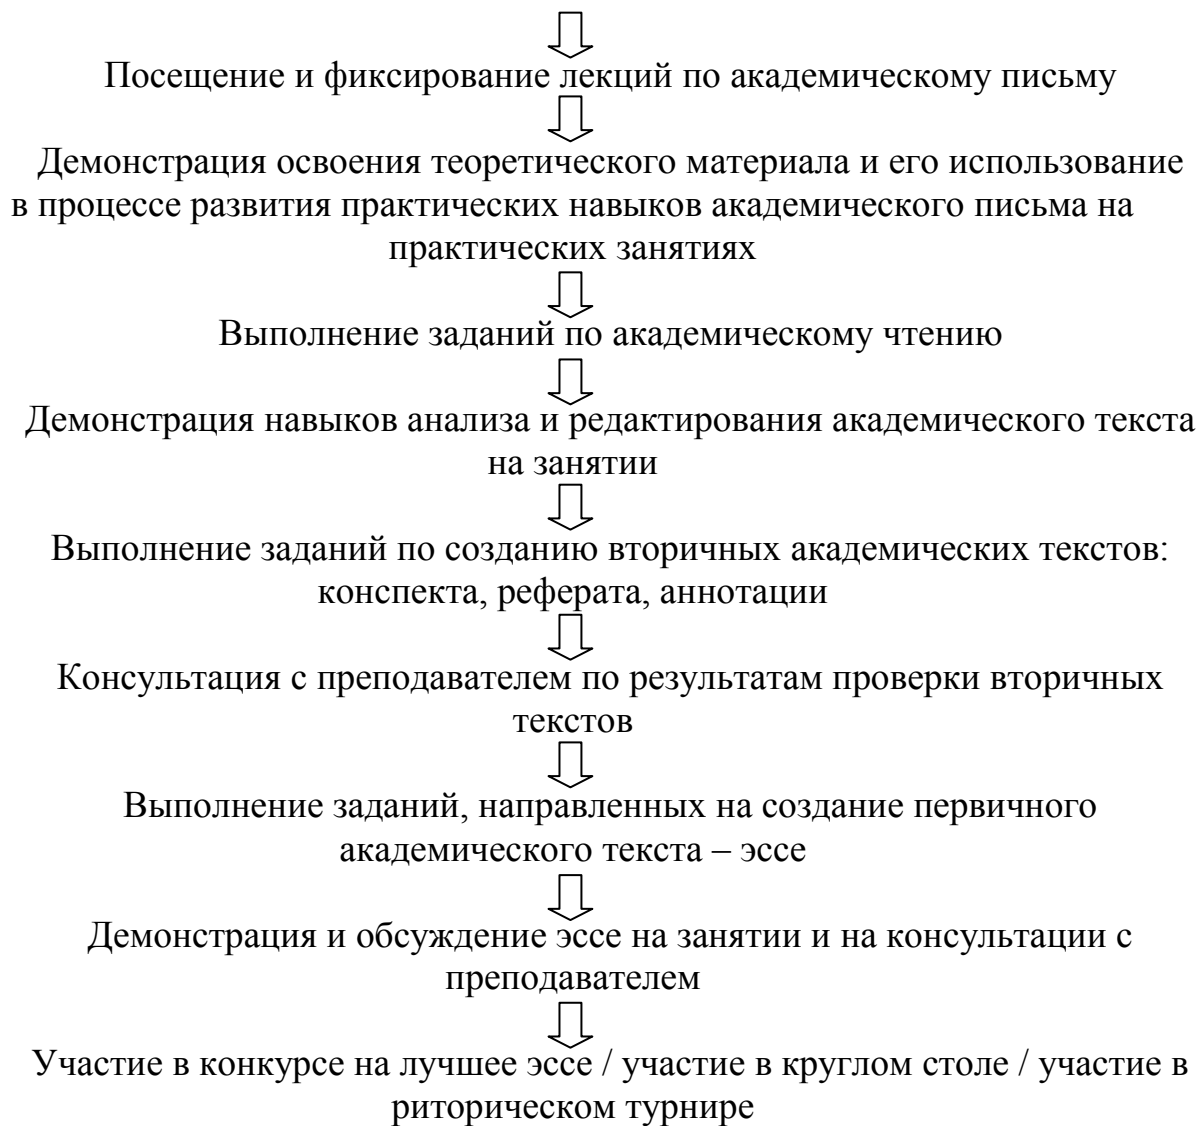 Посещение и фиксирование лекций по академическому письму
Демонстрация освоения теоретического материала и его использование
в процессе развития практических навыков академического письма на
практических занятиях
Выполнение заданий по академическому чтению
Демонстрация навыков анализа и редактирования академического текста
на занятии
Выполнение заданий по созданию вторичных академических текстов:
конспекта, реферата, аннотации
Консультация с преподавателем по результатам проверки вторичных
текстов
Выполнение заданий, направленных на создание первичного
академического текста – эссе
Демонстрация и обсуждение эссе на занятии и на консультации с
преподавателем
Участие в конкурсе на лучшее эссе / участие в круглом столе / участие в
риторическом турнире